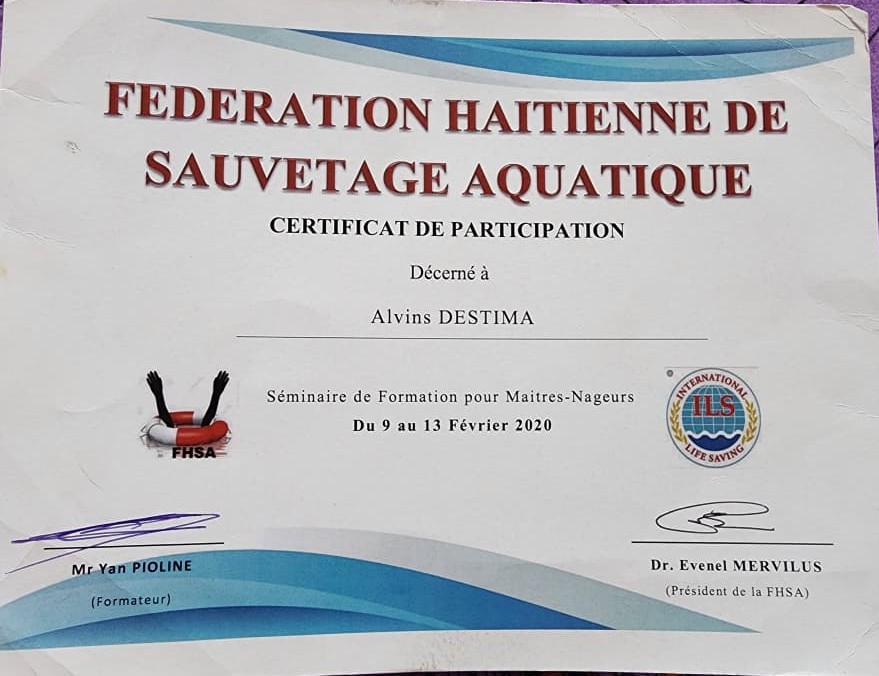 FEDERATION HAITIENNE DE
SAUVETAGE AQUATIQUE
CERTIFICAT DE PARTICIPATION
Décerné à
Alvins DESTIMA
Séminaire de Formation pour Maitres-Nageurs
Du 9 au 13 Février 2020
FHSA
INTERNATIONAL
ILS
LIFE SAVING
Mr Yan PIOLINE
(Formateur)
Dr. Evenel MERVILUS
(Président de la FHSA)